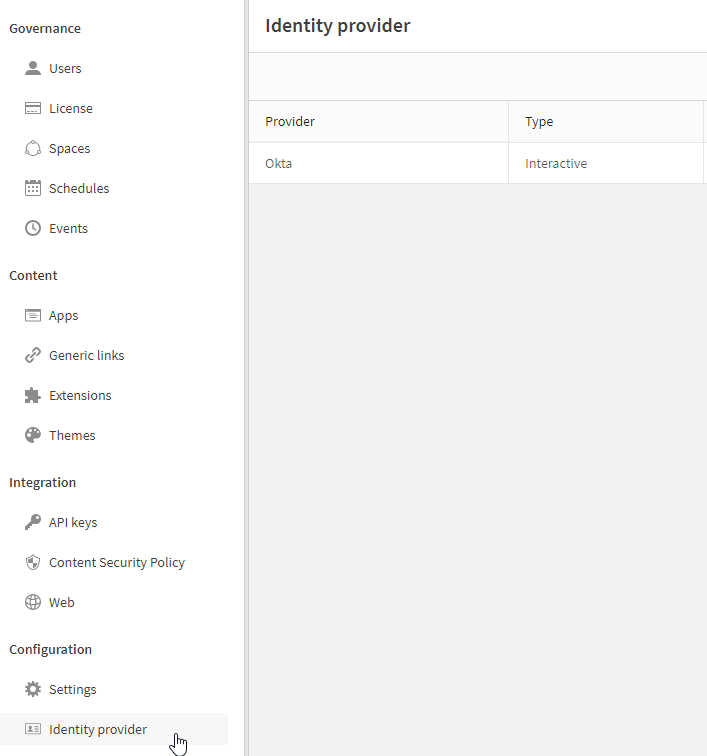 Governance
Users
License
Spaces
Schedules
Events
Content
Apps
Generic links
Extensions
Themes
Integration
API keys
Content Security Policy
Web
Configuration
Settings
Identity provider
Identity provider
Provider Type
Okta Interactive